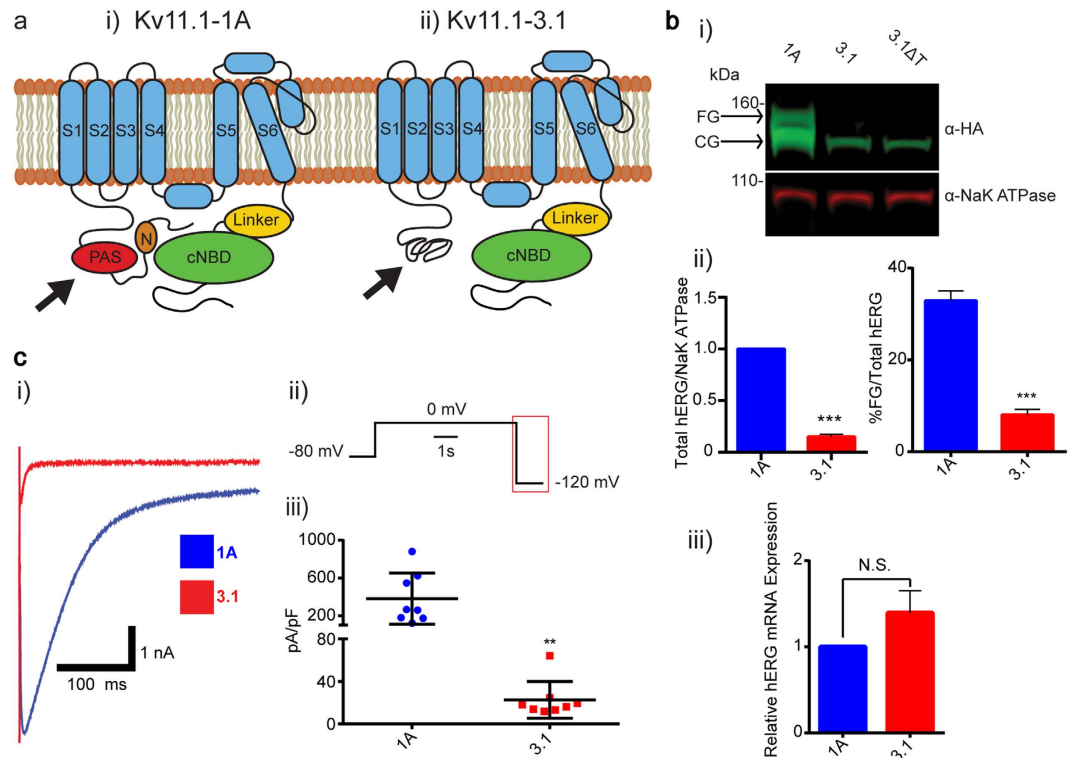 a
i) Kv11.1-1A
ii) Kv11.1-3.1
S1 S2 S3 S4 S5 S6
PAS
N
cNBD
Linker
S1 S2 S3 S4 S5 S6
cNBD
Linker
b
i)
1A 3.1 3.1ΔT
kDa
160-
FG
CG
110-
α-HA
α-NaK ATPase
ii)
Total hERG/NaK ATPase
1.5
1.0
0.5
0
***
1A 3.1
%FG/Total hERG
40
20
0
***
1A 3.1
iii)
Relative hERG mRNA Expression
2
1
0
N.S.
1A 3.1
c
i)
1A
3.1
1 nA
100 ms
ii)
0 mV
-80 mV
1s
-120 mV
iii)
pA/pF
1000
600
200
80
40
0
**
1A 3.1